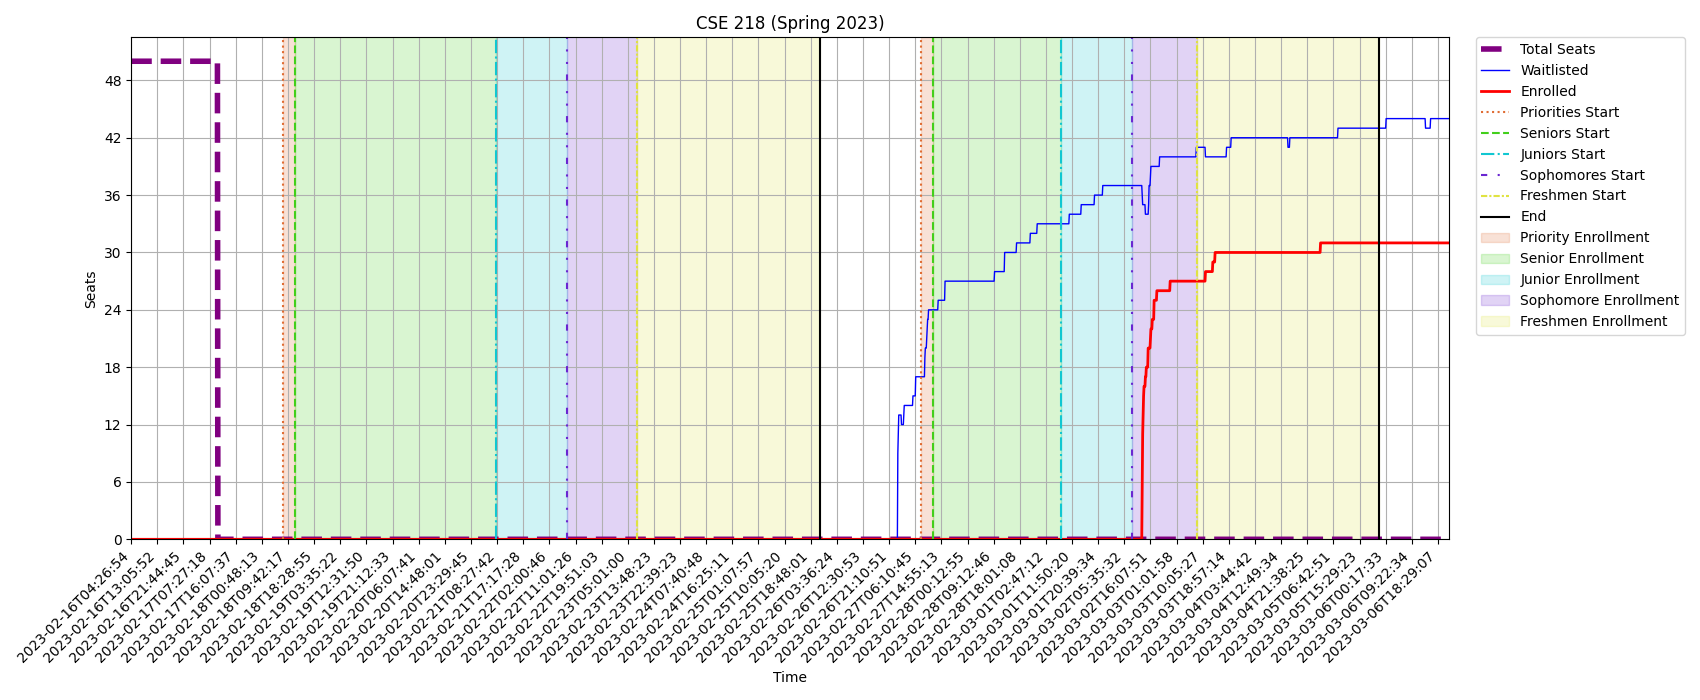 CSE 218 (Spring 2023)
Seats
48
42
36
30
24
18
12
6
0
2023-02-16T04:26:54
2023-02-16T13:05:52
2023-02-16T21:44:45
2023-02-17T07:27:18
2023-02-17T16:07:37
2023-02-18T00:48:13
2023-02-18T09:42:17
2023-02-18T18:28:55
2023-02-19T03:35:22
2023-02-19T12:31:50
2023-02-19T21:12:33
2023-02-20T06:07:41
2023-02-20T14:48:01
2023-02-20T23:29:45
2023-02-21T08:27:42
2023-02-21T17:17:28
2023-02-22T02:00:46
2023-02-22T11:01:26
2023-02-22T19:51:03
2023-02-23T05:01:00
2023-02-23T13:48:23
2023-02-23T22:39:23
2023-02-24T07:40:48
2023-02-24T16:25:11
2023-02-25T01:07:57
2023-02-25T10:05:20
2023-02-25T18:48:01
2023-02-26T03:36:24
2023-02-26T12:30:53
2023-02-26T21:10:51
2023-02-27T06:10:45
2023-02-27T14:55:13
2023-02-28T00:12:55
2023-02-28T09:12:46
2023-02-28T18:01:08
2023-03-01T02:47:12
2023-03-01T11:50:20
2023-03-01T20:39:34
2023-03-02T05:35:32
2023-03-02T16:07:51
2023-03-03T01:01:58
2023-03-03T10:05:27
2023-03-03T18:57:14
2023-03-04T03:44:42
2023-03-04T12:49:34
2023-03-04T21:38:25
2023-03-05T06:42:51
2023-03-05T15:29:23
2023-03-06T00:17:33
2023-03-06T09:22:34
2023-03-06T18:29:07
Time
Total Seats
Waitlisted
Enrolled
Priorities Start
Seniors Start
Juniors Start
Sophomores Start
Freshmen Start
End
Priority Enrollment
Senior Enrollment
Junior Enrollment
Sophomore Enrollment
Freshmen Enrollment